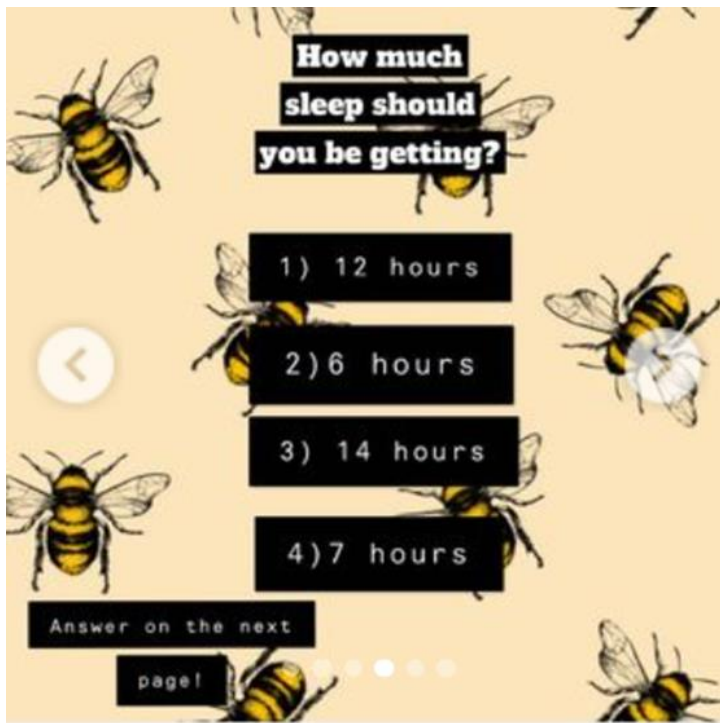 How much
sleep should
you be getting?
1) 12 hours
2)6 hours
3) 14 hours
4)7 hours
Answer on the next
page!